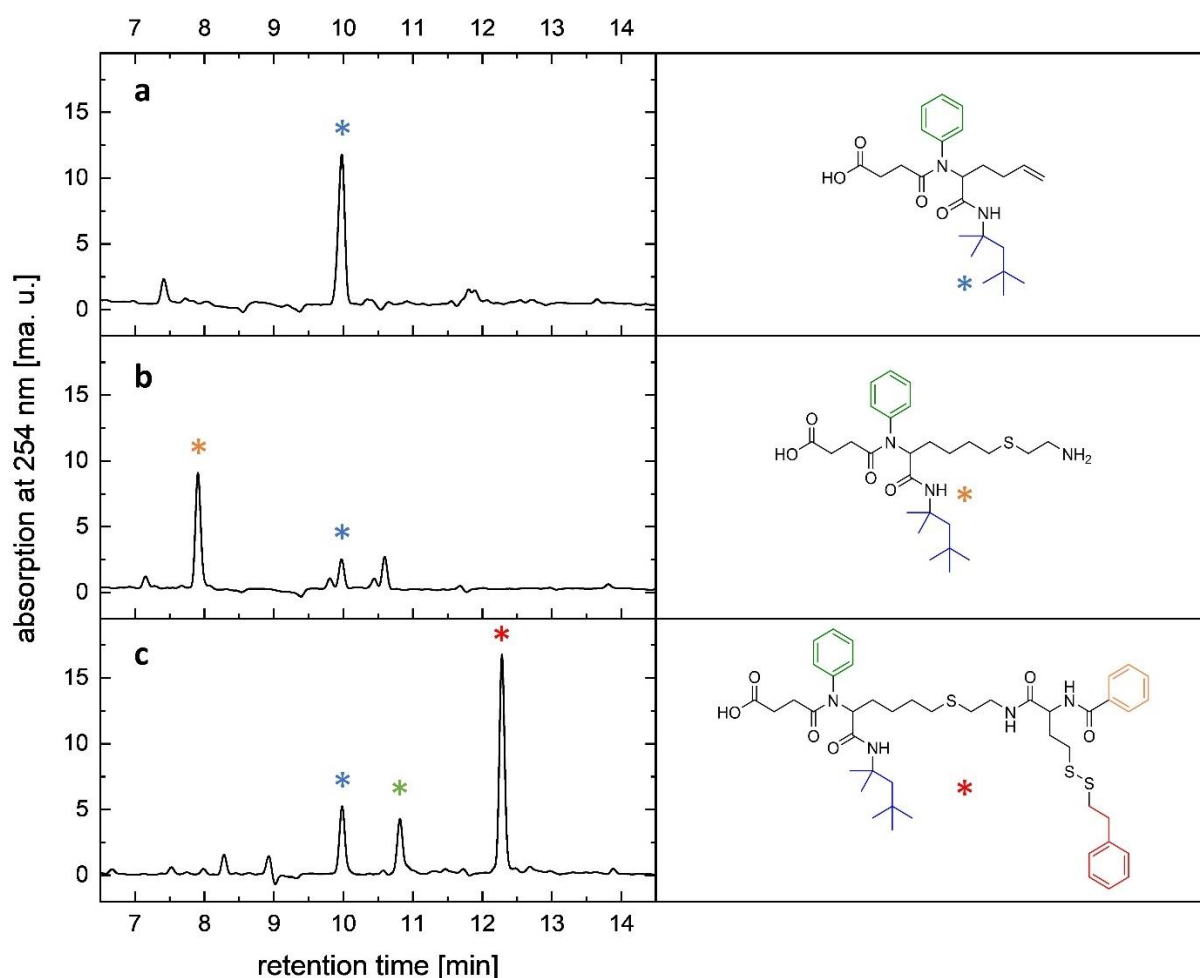 7 8 9 10 11 12 13 14
a
15
10
5
0
*
O
HO
O
N
O
NH
*
b
15
10
5
0
*
*
O
HO
O
N
O
NH
S
NH2
*
c
15
10
5
0
*
*
*
O
HO
O
N
O
NH
S
N
H
O
H
N
O
S
S
*
7 8 9 10 11 12 13 14
retention time [min]
absorption at 254 nm [ma. u.]